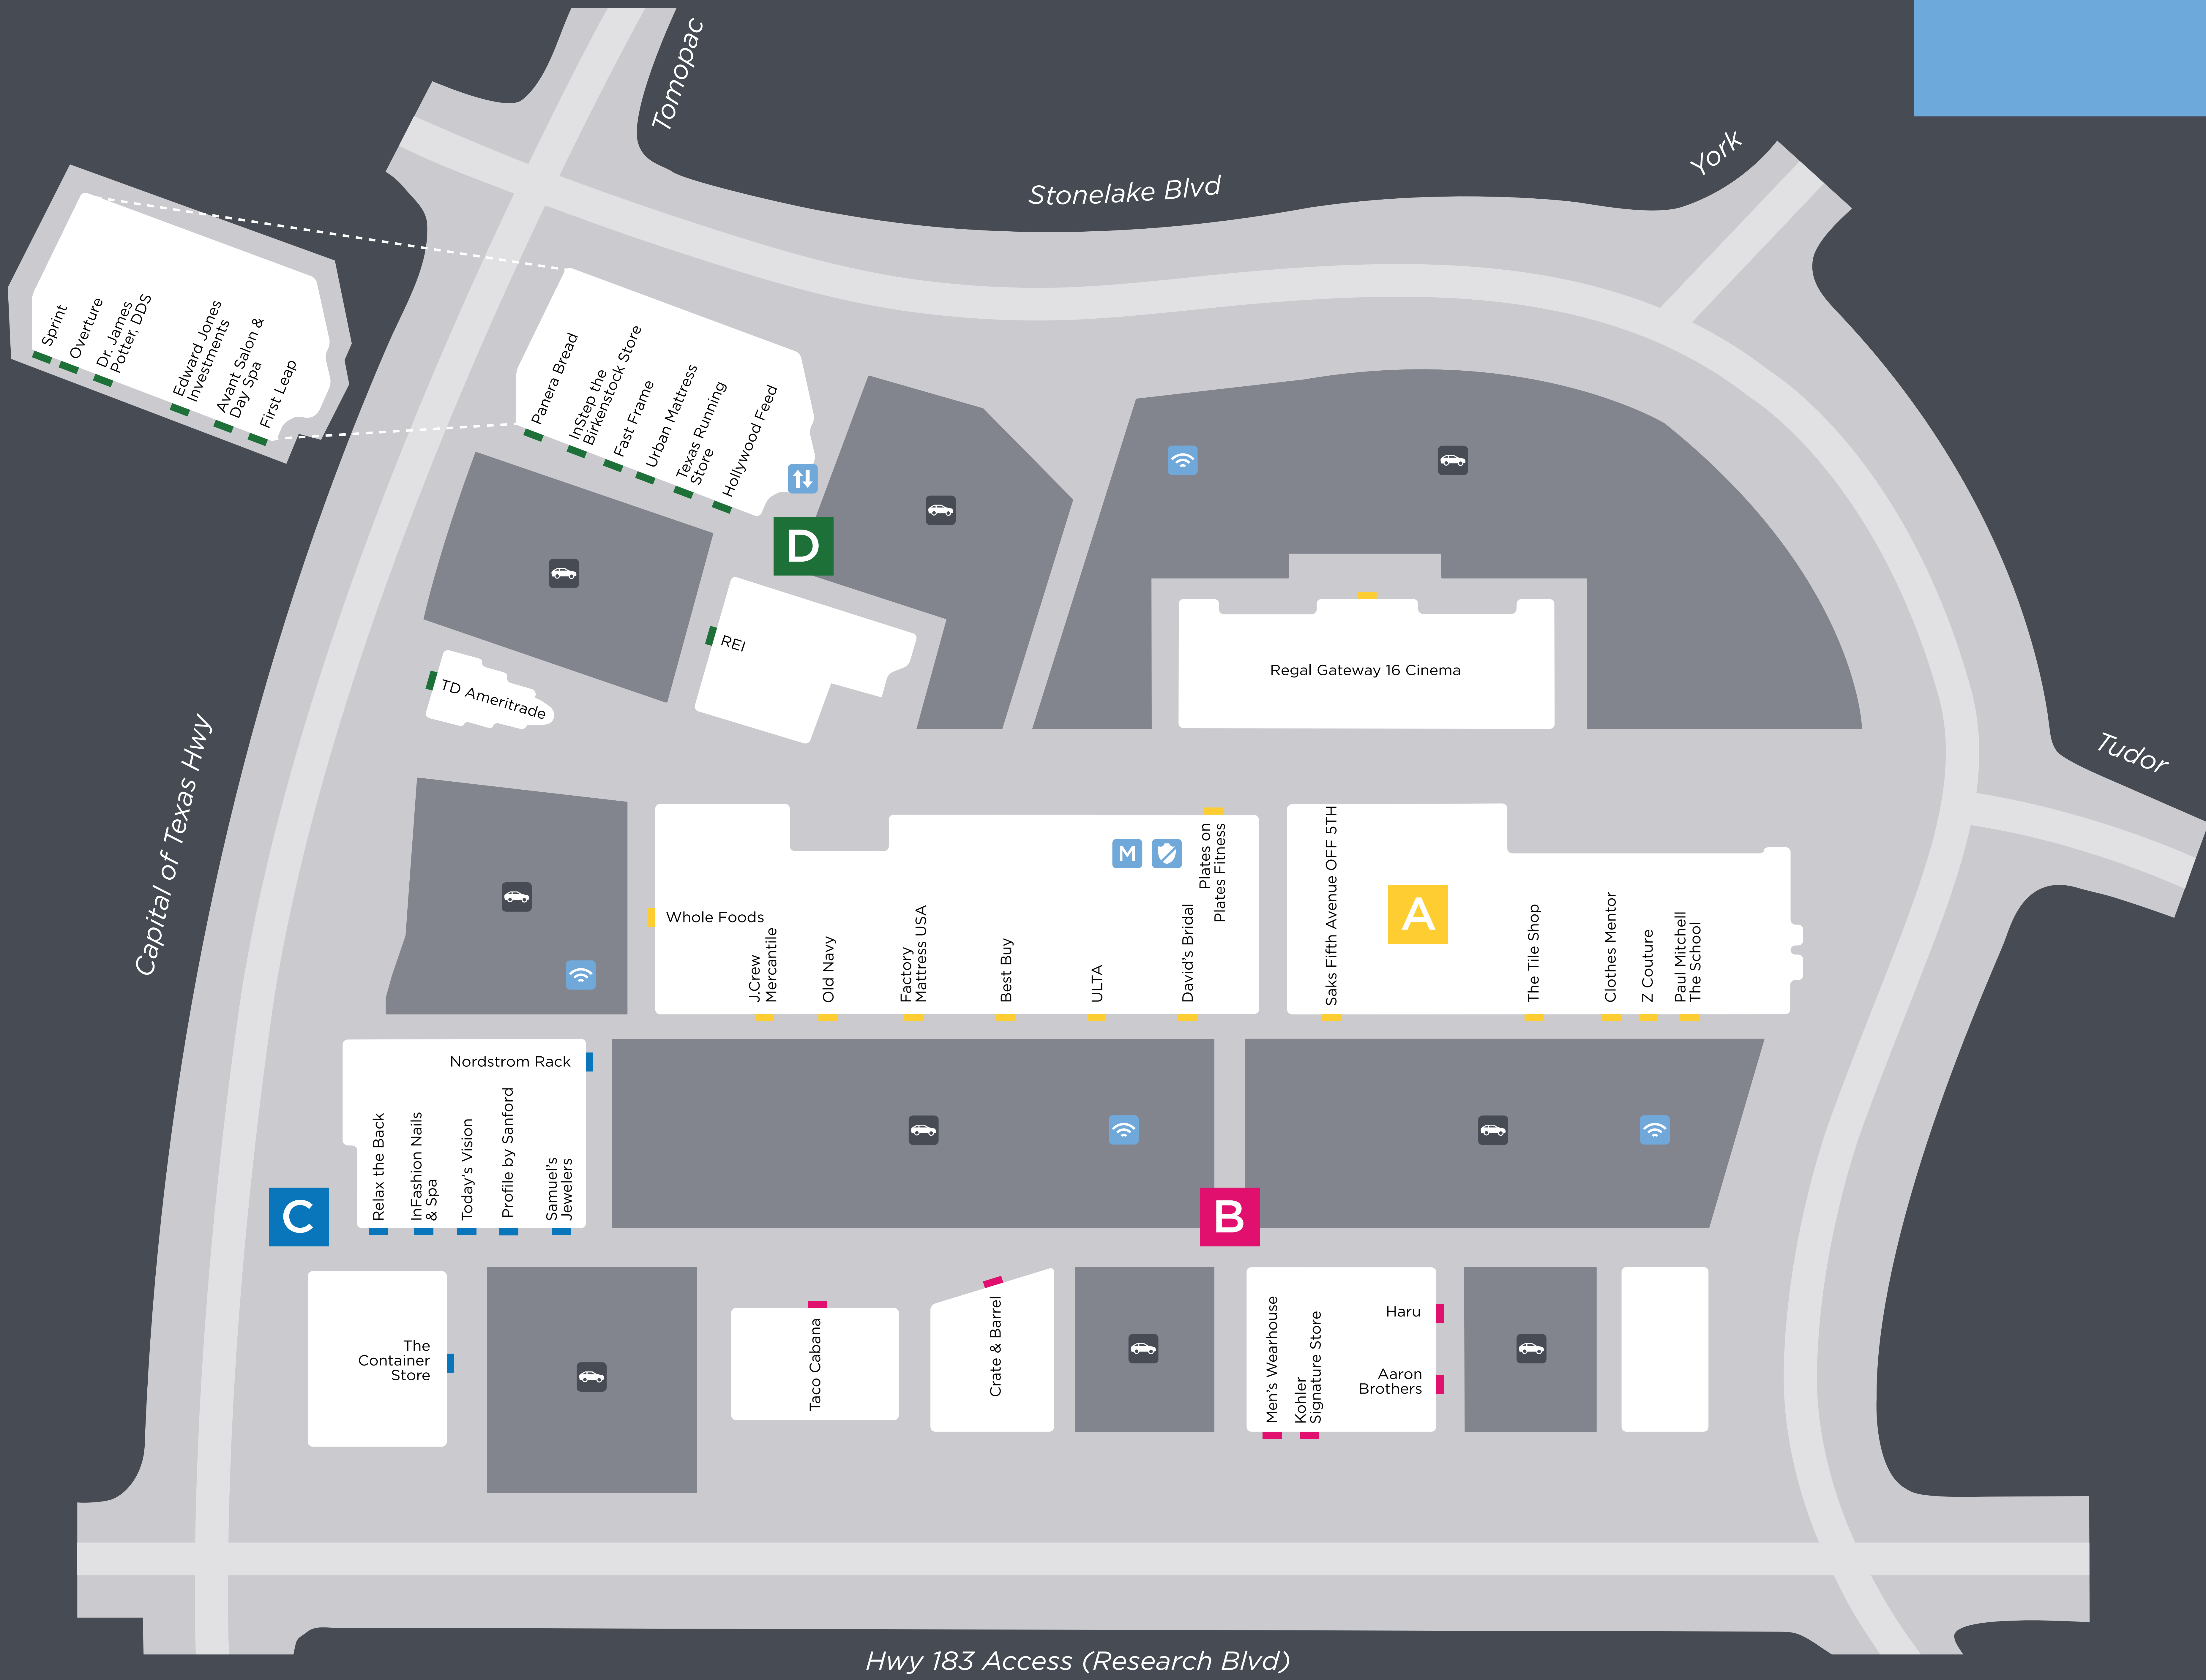 Tomopac
York
Stonelake Blvd
Sprint
Overture
Dr. James
Potter, DDS
Edward Jones
Investments
Avant Salon &
Day Spa
First Leap
Panera Bread
InStep the
Birkenstock Store
Fast Frame
Urban Mattress
Texas Running
Store
Hollywood Feed
D
REI
TD Ameritrade
Regal Gateway 16 Cinema
Capital of Texas Hwy
Tudor
Whole Foods
J.Crew
Mercantile
Old Navy
Factory
Mattress USA
Best Buy
ULTA
David's Bridal
M
Plates on
Plates Fitness
Saks Fifth Avenue OFF 5TH
A
The Tile Shop
Clothes Mentor
Z Couture
Paul Mitchell
The School
Nordstrom Rack
Relax the Back
InFashion Nails
& Spa
Today's Vision
Profile by Sanford
Samuel's
Jewelers
C
B
The
Container
Store
Taco Cabana
Crate & Barrel
Men's Wearhouse
Kohler
Signature Store
Haru
Aaron
Brothers
Hwy 183 Access (Research Blvd)